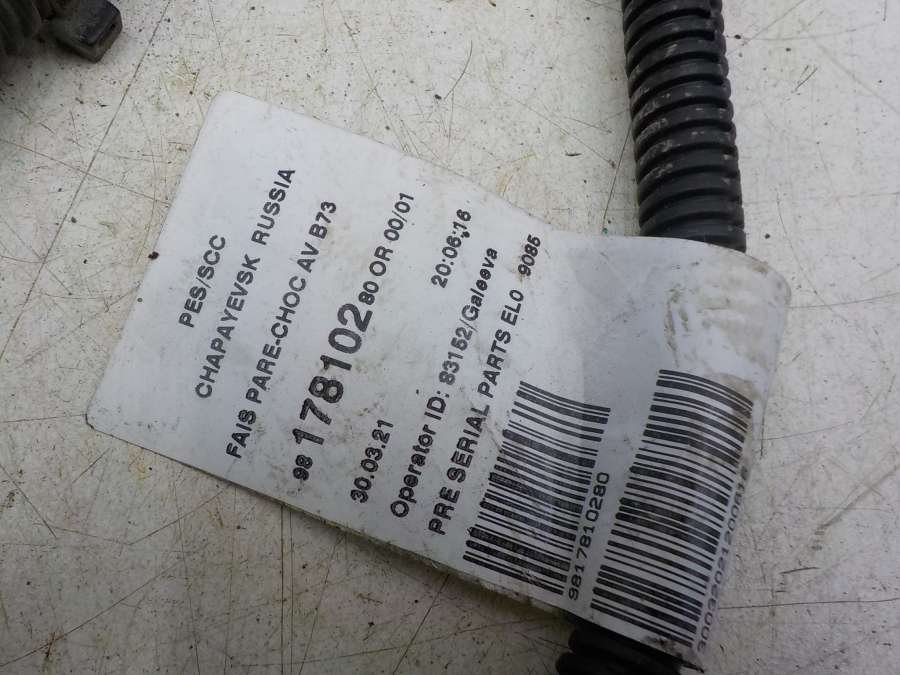 PES/SCC
CHAPAYEVSK RUSSIA
FAIS PARE-CHOC AV B73
98 178102 80 OR 00/01
30.03.21 20:06:16
Operator ID: 83152/Galeeva
PRE SERIAL PARTS EL0 9085
9817810280